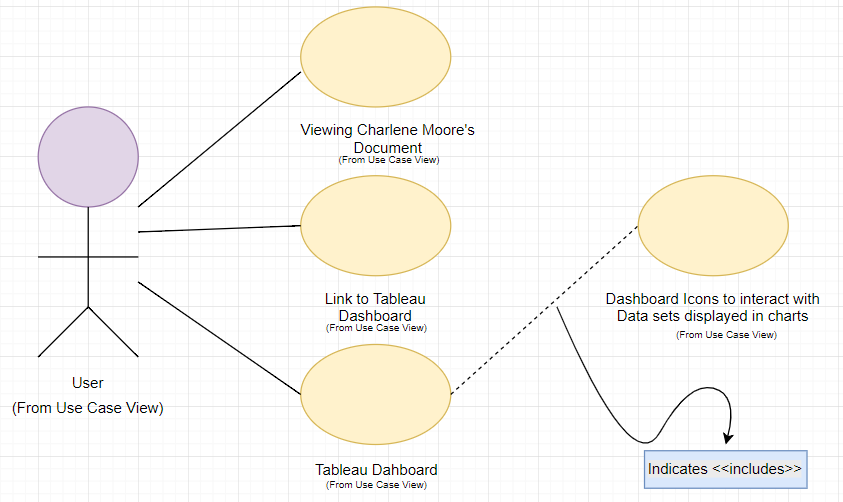 Viewing Charlene Moore's
Document
(From Use Case View)
Link to Tableau
Dashboard
(From Use Case View)
Dashboard Icons to interact with
Data sets displayed in charts
(From Use Case View)
User
(From Use Case View)
Tableau Dahboard
(From Use Case View)
Indicates <<includes>>